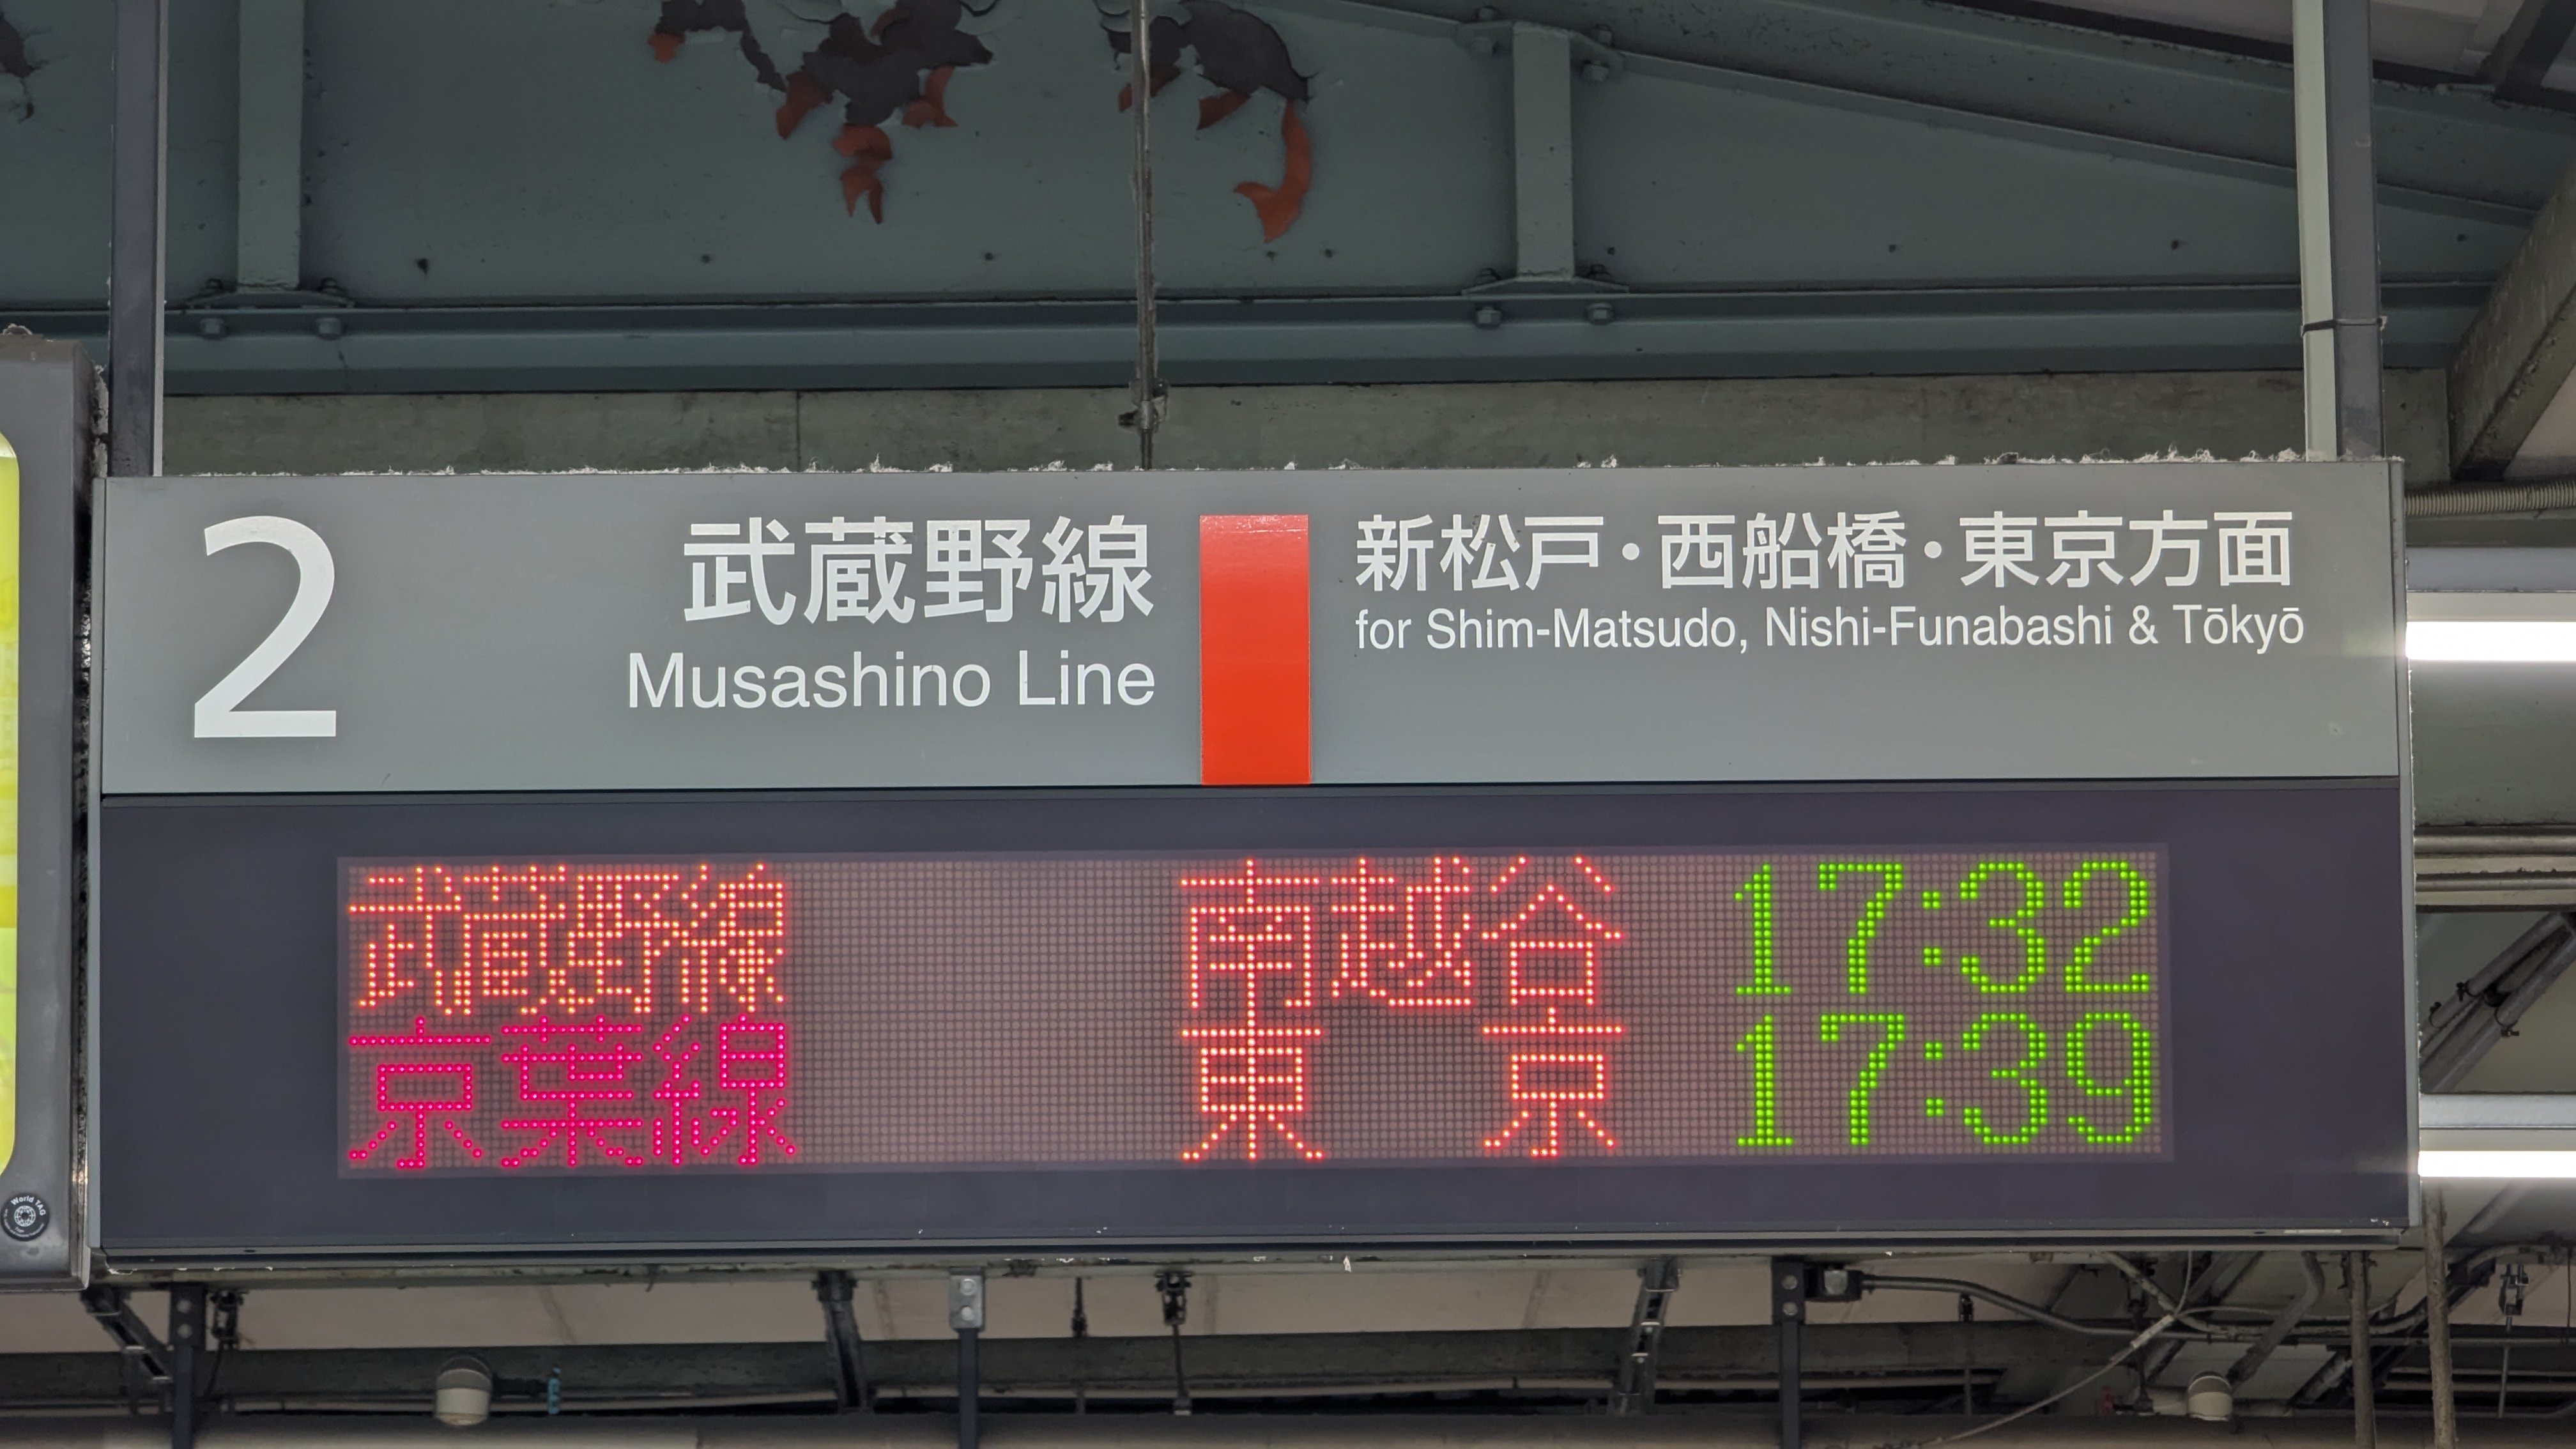 2
武蔵野線
Musashino Line
新松戸・西船橋・東京方面
for Shim-Matsudo, Nishi-Funabashi & Tōkyō
武蔵野線 南越谷 17:32
京葉線 東京 17:39
World TAG